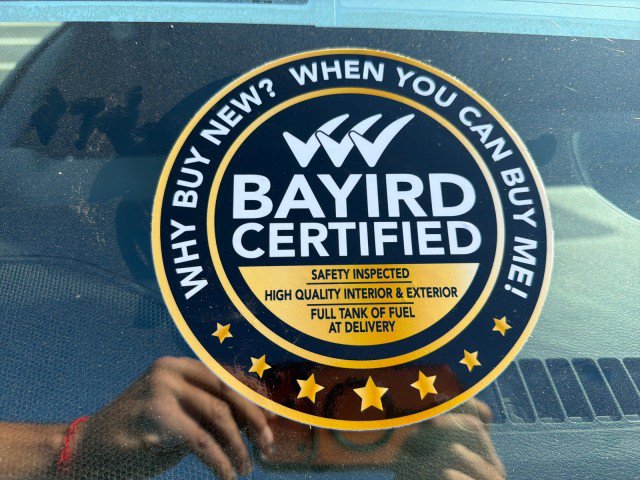 WHY BUY NEW? WHEN YOU CAN BUY ME!
BAYIRD
CERTIFIED
SAFETY INSPECTED
HIGH QUALITY INTERIOR & EXTERIOR
FULL TANK OF FUEL
AT DELIVERY